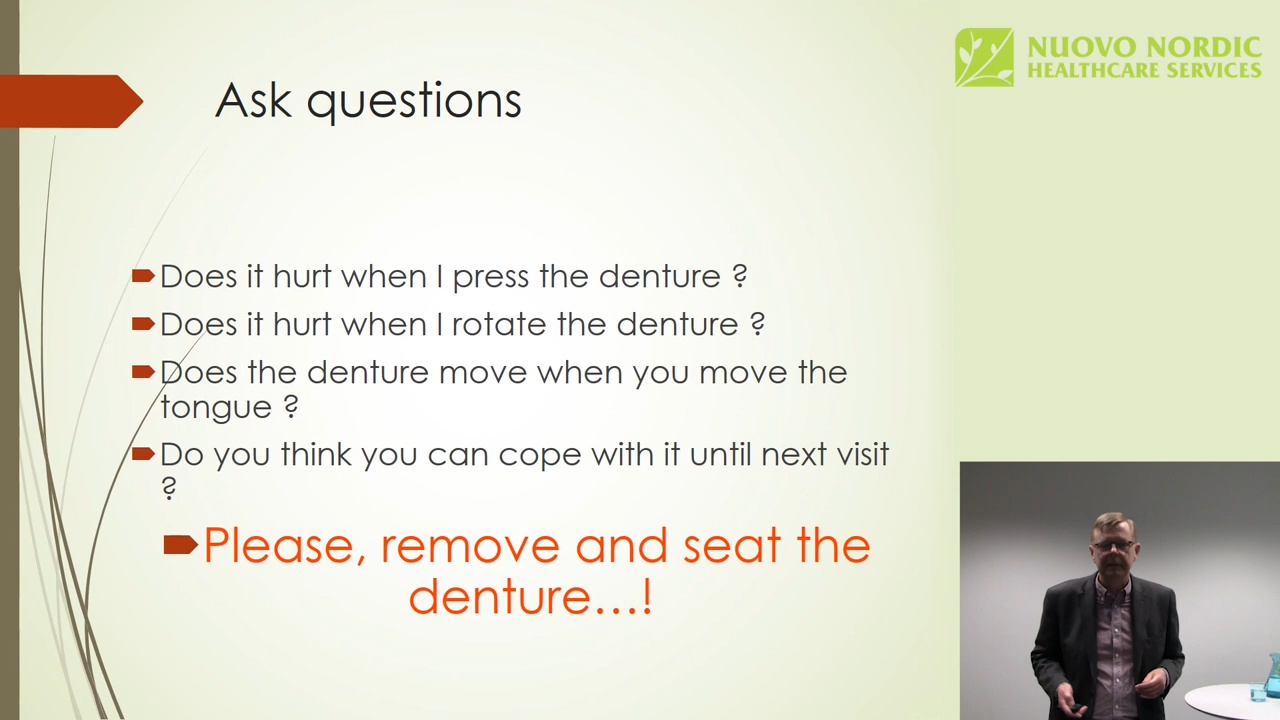 NUOVO NORDIC
HEALTHCARE SERVICES
Ask questions
Does it hurt when I press the denture ?
Does it hurt when I rotate the denture ?
Does the denture move when you move the
tongue ?
Do you think you can cope with it until next visit
?
Please, remove and seat the
denture...!